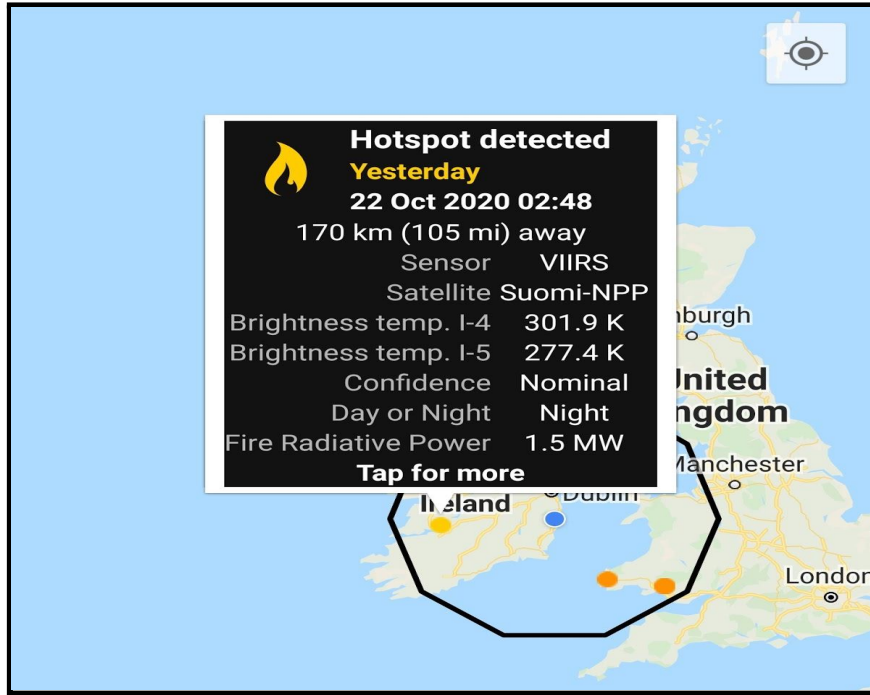 Hotspot detected
Yesterday
22 Oct 2020 02:48
170 km (105 mi) away
Sensor VIIRS
Satellite Suomi-NPP
Brightness temp. I-4 301.9 K
Brightness temp. I-5 277.4 K
Confidence Nominal
Day or Night Night
Fire Radiative Power 1.5 MW
Tap for more
nburgh
United
ngdom
Manchester
Dublin
Ireland
London